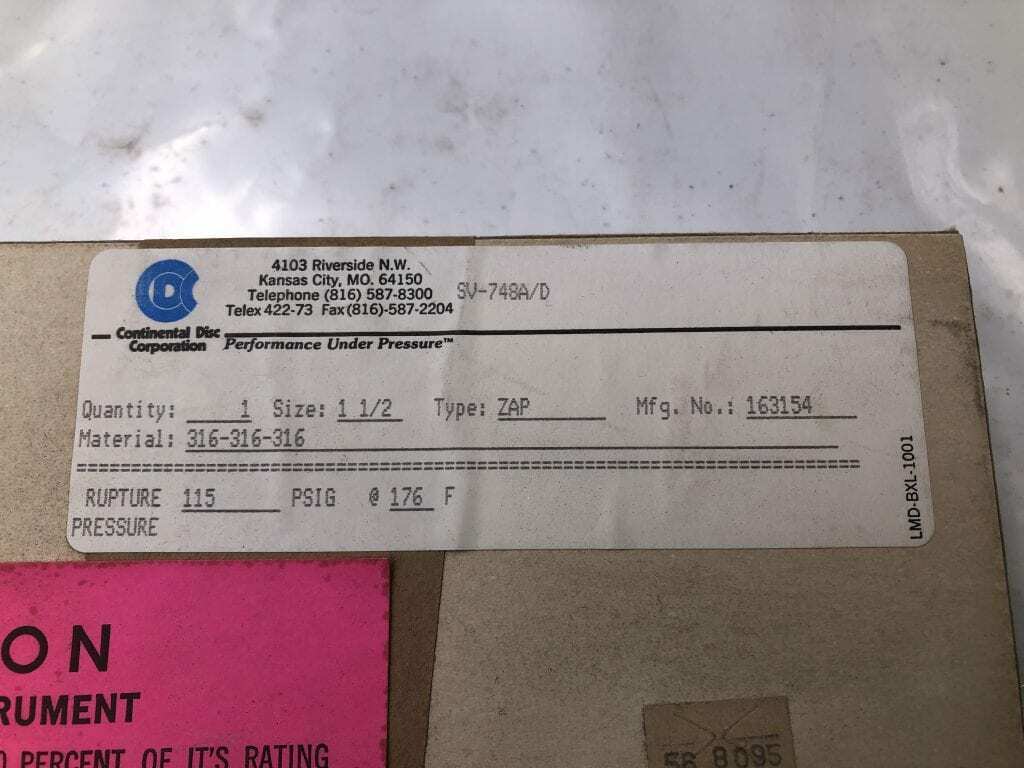 4103 Riverside N.W.
Kansas City, MO. 64150
Telephone (816) 587-8300
Telex 422-73 Fax (816)-587-2204
SV-748A/D
CDC
Continental Disc
Corporation
Performance Under Pressure™
Quantity: 1 Size: 1 1/2 Type: ZAP Mfg. No.: 163154
Material: 316-316-316
RUPTURE 115 PSIG @ 176 F
PRESSURE
LMD-BXL-1001
ON
RUMENT
PERCENT OF IT'S RATING
8095